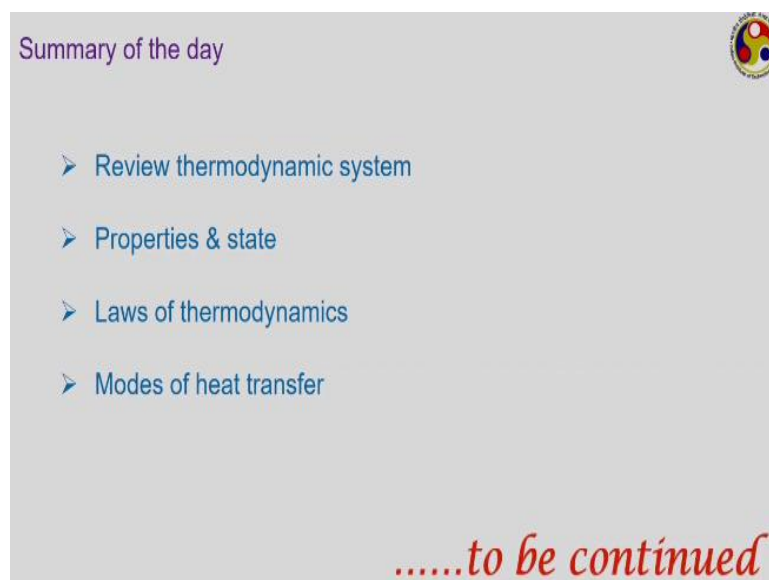 Summary of the day
➢ Review thermodynamic system
➢ Properties & state
➢ Laws of thermodynamics
➢ Modes of heat transfer
......to be continued